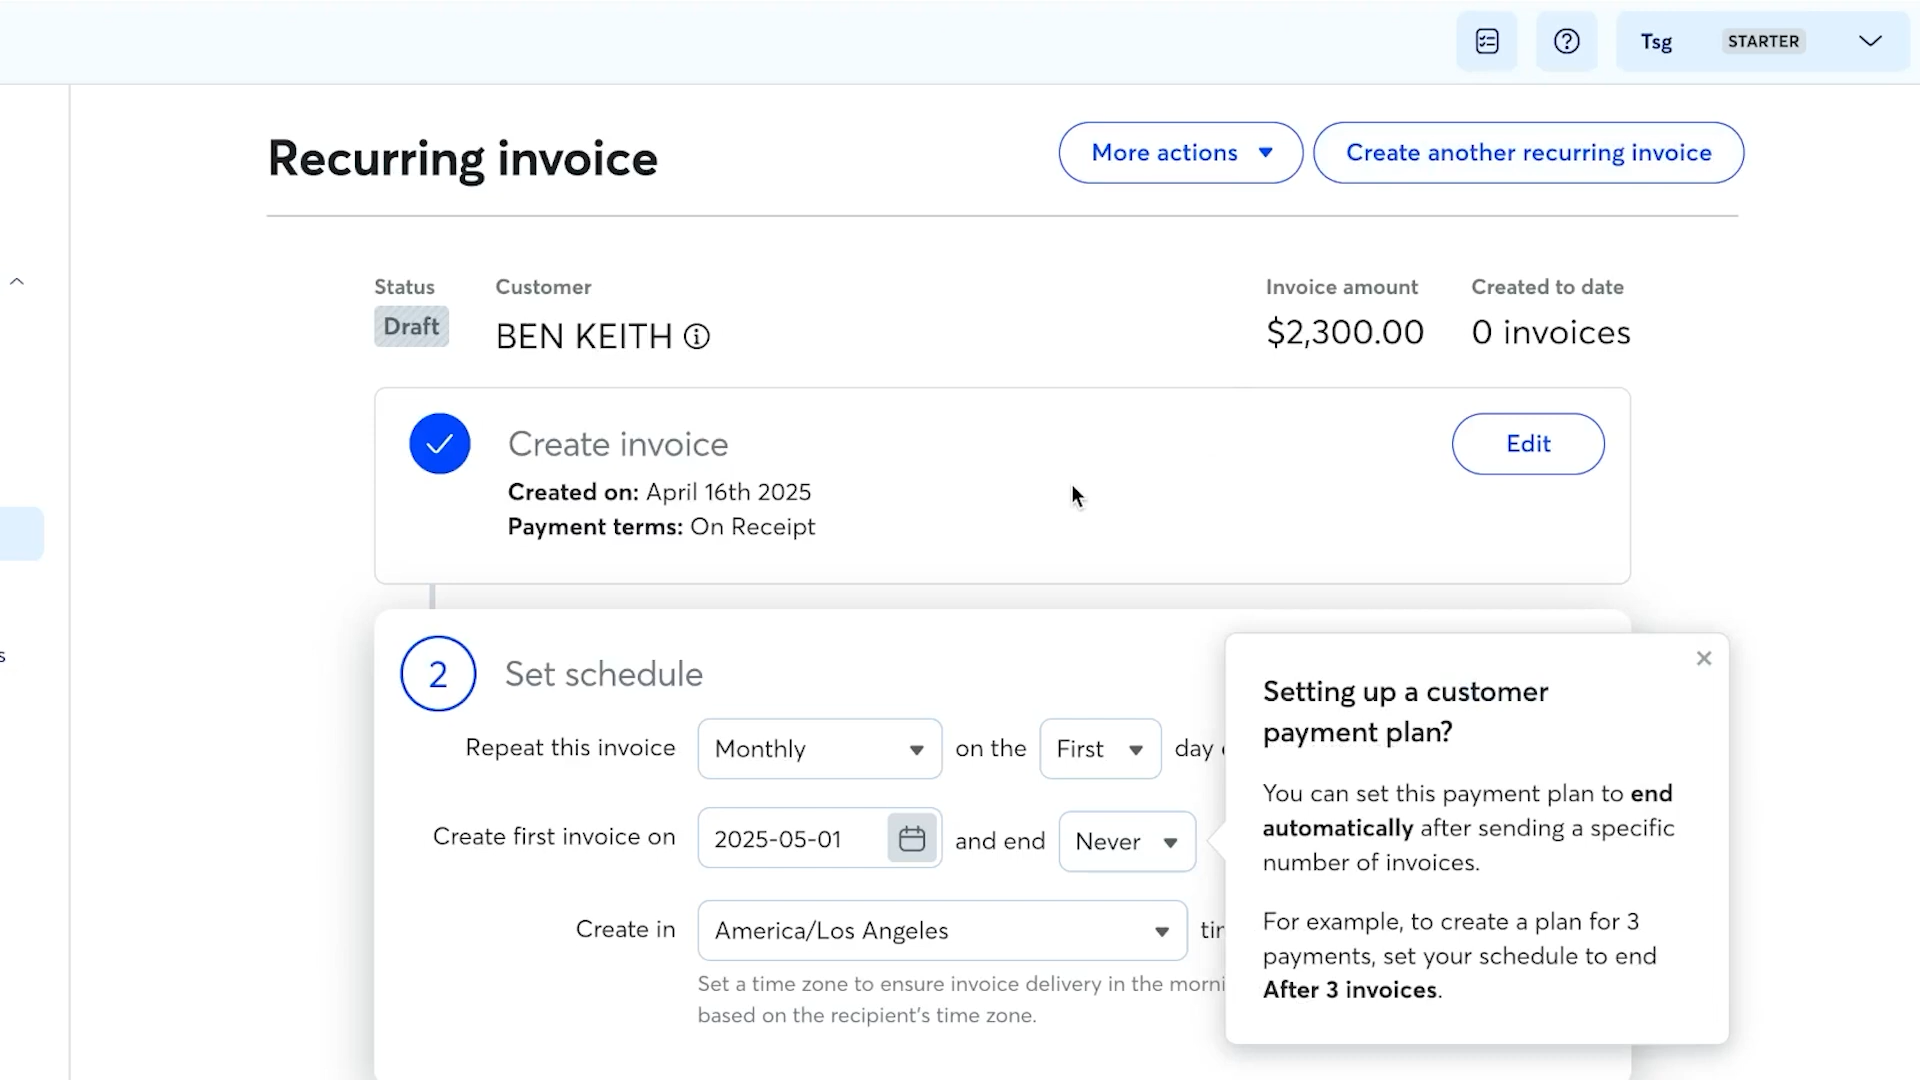 Tsg STARTER
Recurring invoice
More actions
Create another recurring invoice
Status
Draft
Customer
BEN KEITH
Invoice amount
$2,300.00
Created to date
0 invoices
Create invoice
Created on: April 16th 2025
Payment terms: On Receipt
Edit
2 Set schedule
Repeat this invoice Monthly on the First day
Create first invoice on 2025-05-01 and end Never
Create in America/Los Angeles
Set a time zone to ensure invoice delivery in the morni
based on the recipient's time zone.
Setting up a customer
payment plan?
You can set this payment plan to end
automatically after sending a specific
number of invoices.
For example, to create a plan for 3
payments, set your schedule to end
After 3 invoices.